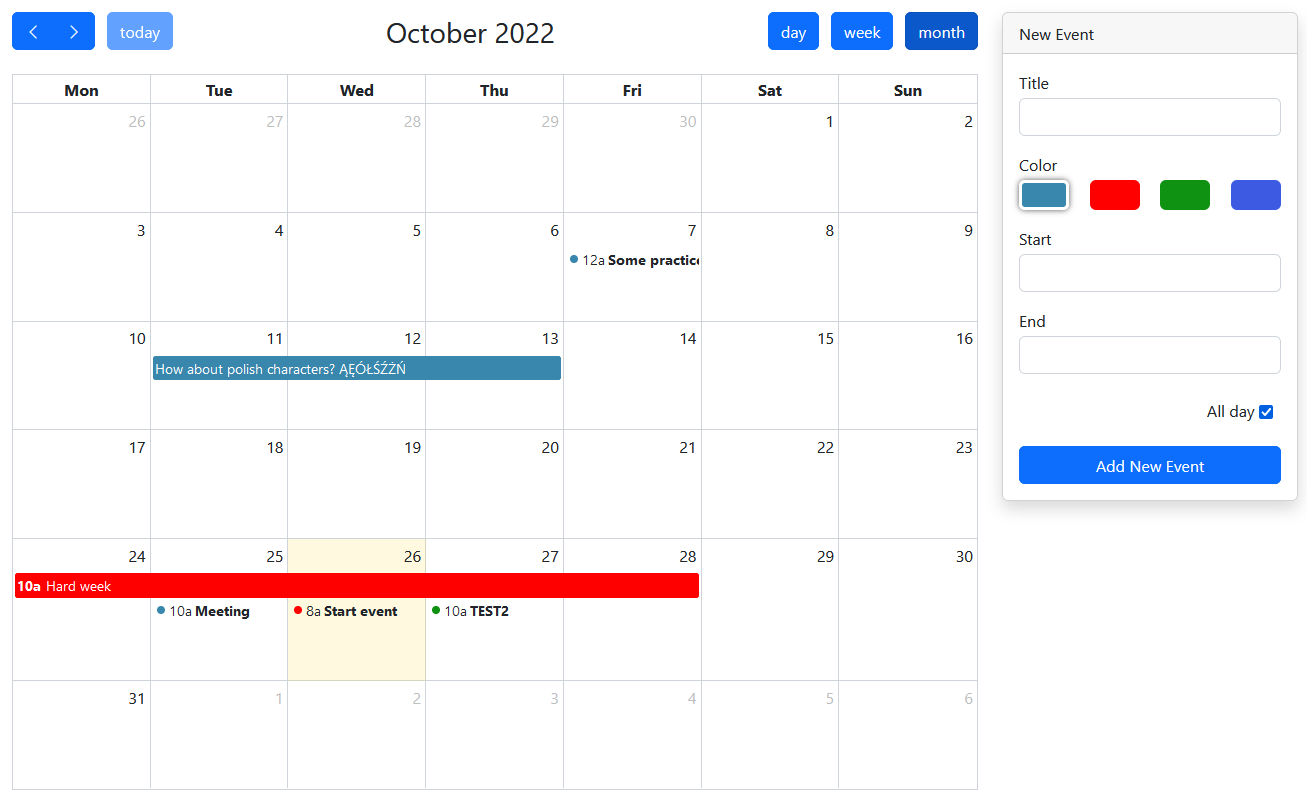 today
October 2022
day week month
Mon Tue Wed Thu Fri Sat Sun
26 27 28 29 30 1 2
3 4 5 6 7 8 9
12a Some practice
10 11 12 13 14 15 16
How about polish characters? ĄĘÓŁŚŹŻŃ
17 18 19 20 21 22 23
24 25 26 27 28 29 30
10a Hard week
10a Meeting 8a Start event 10a TEST2
31 1 2 3 4 5 6
New Event
Title
Color
Start
End
All day
Add New Event